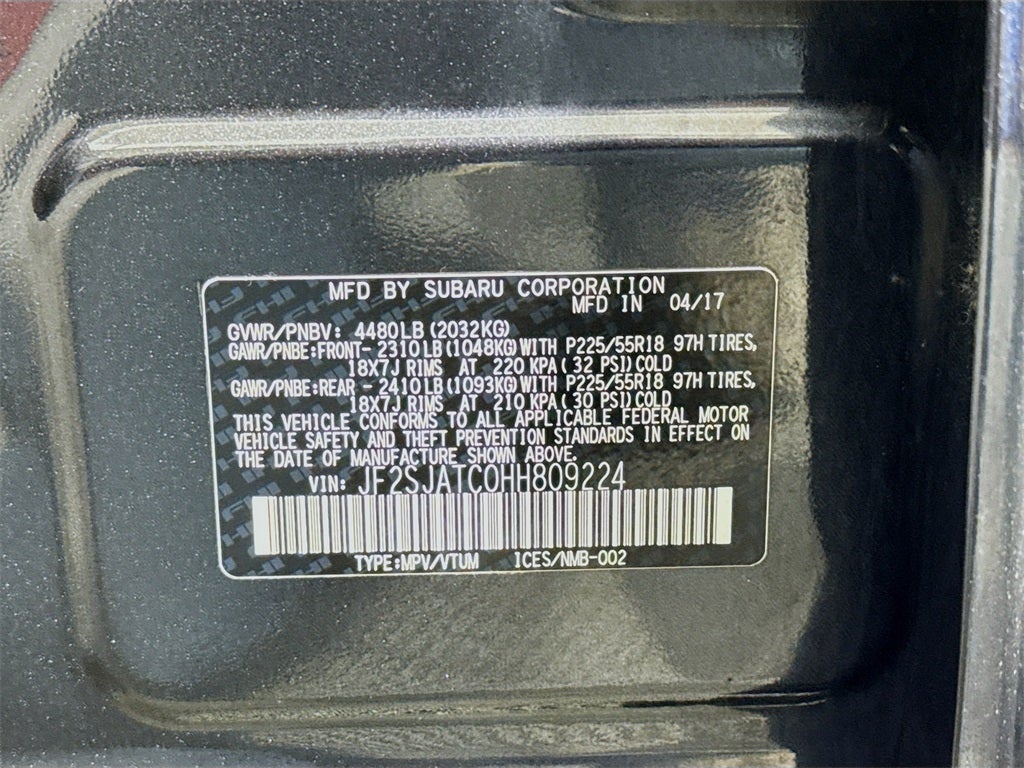 MFD BY SUBARU CORPORATION
MFD IN 04/17
GVWR/PNBV: 4480LB(2032KG)
GAWR/PNBE:FRONT- 2310LB(1048KG)WITH P225/55R18 97H TIRES,
18X7J RIMS AT 220 KPA( 32 PSI)COLD
GAWR/PNBE:REAR - 2410LB(1093KG)WITH P225/55R18 97H TIRES,
18X7J RIMS AT 210 KPA( 30 PSI)COLD
THIS VEHICLE CONFORMS TO ALL APPLICABLE FEDERAL MOTOR
VEHICLE SAFETY AND THEFT PREVENTION STANDARDS IN EFFECT ON
THE DATE OF MANUFACTURE SHOWN ABOVE.
VIN: JF2SJATC0HH809224
TYPE:MPV/VTUM ICES/NMB-002